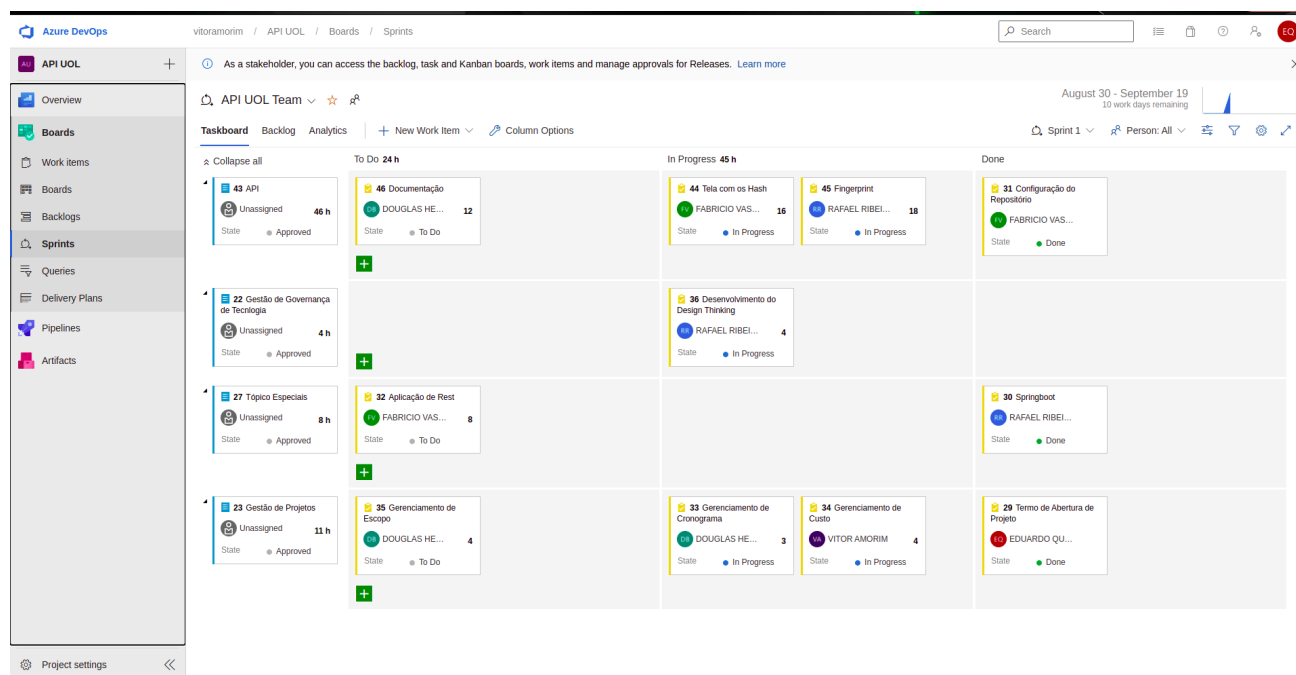 Azure DevOps
vitoramorim / API UOL / Boards / Sprints
Search
EQ
AU API UOL
As a stakeholder, you can access the backlog, task and Kanban boards, work items and manage approvals for Releases. Learn more
Overview
Boards
Work items
Boards
Backlogs
Sprints
Queries
Delivery Plans
Pipelines
Artifacts
Project settings
API UOL Team
August 30 - September 19
10 work days remaining
Taskboard Backlog Analytics New Work Item Column Options
Sprint 1 Person: All
Collapse all To Do 24 h In Progress 45 h Done
43 API
Unassigned 46 h
State Approved
46 Documentação
DB DOUGLAS HE... 12
State To Do
44 Tela com os Hash
FV FABRICIO VAS... 16
State In Progress
45 Fingerprint
RR RAFAEL RIBEI... 18
State In Progress
31 Configuração do
Repositório
FV FABRICIO VAS...
State Done
22 Gestão de Governança
de Tecnlogia
Unassigned 4 h
State Approved
36 Desenvolvimento do
Design Thinking
RR RAFAEL RIBEI... 4
State In Progress
27 Tópico Especiais
Unassigned 8 h
State Approved
32 Aplicação de Rest
FV FABRICIO VAS... 8
State To Do
30 Springboot
RR RAFAEL RIBEI...
State Done
23 Gestão de Projetos
Unassigned 11 h
State Approved
35 Gerenciamento de
Escopo
DB DOUGLAS HE... 4
State To Do
33 Gerenciamento de
Cronograma
DB DOUGLAS HE... 3
State In Progress
34 Gerenciamento de
Custo
VA VITOR AMORIM 4
State In Progress
29 Termo de Abertura de
Projeto
EQ EDUARDO QU...
State Done